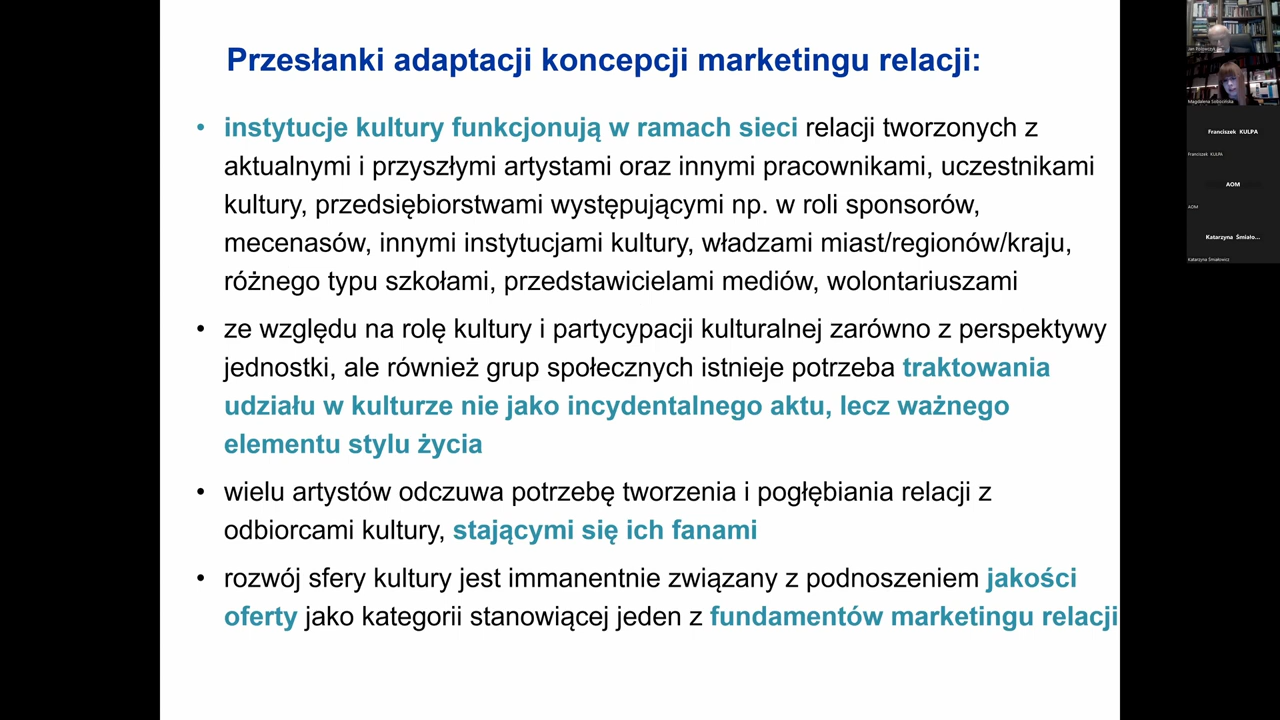 Przesłanki adaptacji koncepcji marketingu relacji:
• instytucje kultury funkcjonują w ramach sieci relacji tworzonych z
aktualnymi i przyszłymi artystami oraz innymi pracownikami, uczestnikami
kultury, przedsiębiorstwami występującymi np. w roli sponsorów,
mecenasów, innymi instytucjami kultury, władzami miast/regionów/kraju,
różnego typu szkołami, przedstawicielami mediów, wolontariuszami
• ze względu na rolę kultury i partycypacji kulturalnej zarówno z perspektywy
jednostki, ale również grup społecznych istnieje potrzeba traktowania
udziału w kulturze nie jako incydentalnego aktu, lecz ważnego
elementu stylu życia
• wielu artystów odczuwa potrzebę tworzenia i pogłębiania relacji z
odbiorcami kultury, stającymi się ich fanami
• rozwój sfery kultury jest immanentnie związany z podnoszeniem jakości
oferty jako kategorii stanowiącej jeden z fundamentów marketingu relacji
Magdalena Sobocińska
Franciszek KULPA
Franciszek KULPA
AOM
AOM
Katarzyna Śmiało...
Katarzyna Śmiałowicz